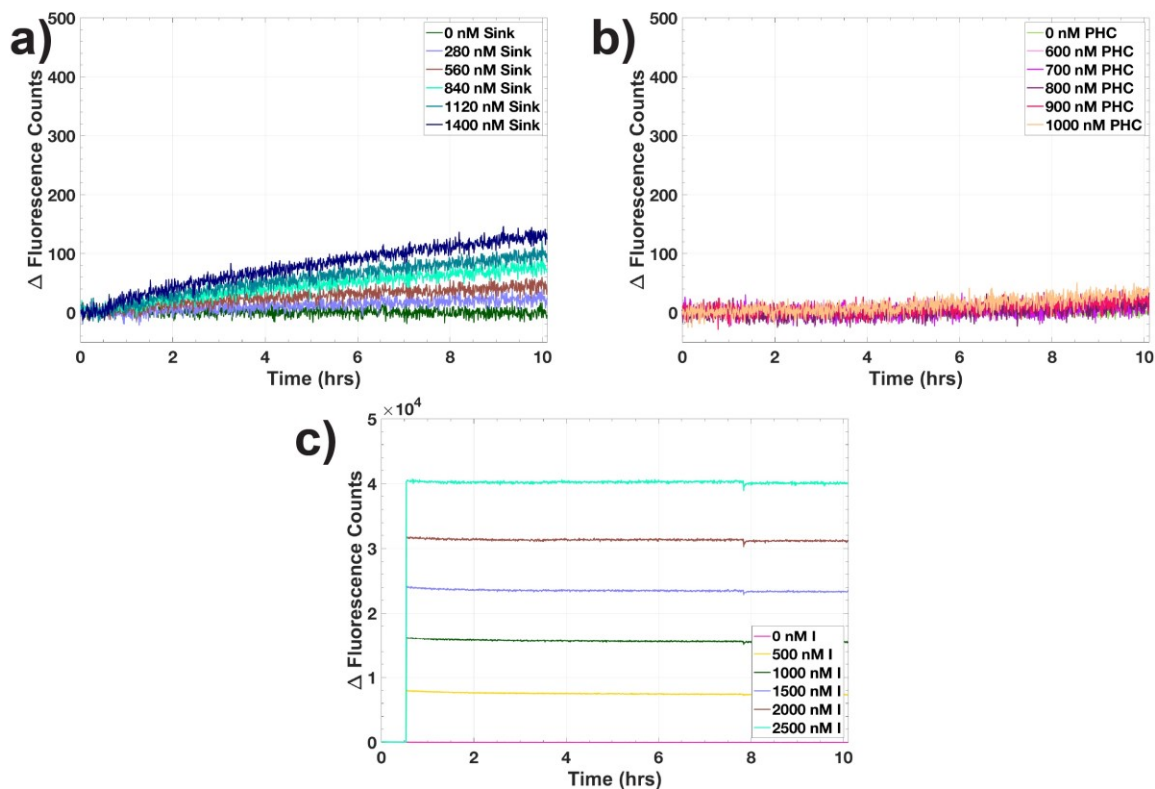 a)
500
400
300
200
100
0
Δ Fluorescence Counts
0 nM Sink
280 nM Sink
560 nM Sink
840 nM Sink
1120 nM Sink
1400 nM Sink
0 2 4 6 8 10
Time (hrs)
b)
500
400
300
200
100
0
Δ Fluorescence Counts
0 nM PHC
600 nM PHC
700 nM PHC
800 nM PHC
900 nM PHC
1000 nM PHC
0 2 4 6 8 10
Time (hrs)
c)
×10⁴
5
4
3
2
1
0
Δ Fluorescence Counts
0 nM I
500 nM I
1000 nM I
1500 nM I
2000 nM I
2500 nM I
0 2 4 6 8 10
Time (hrs)